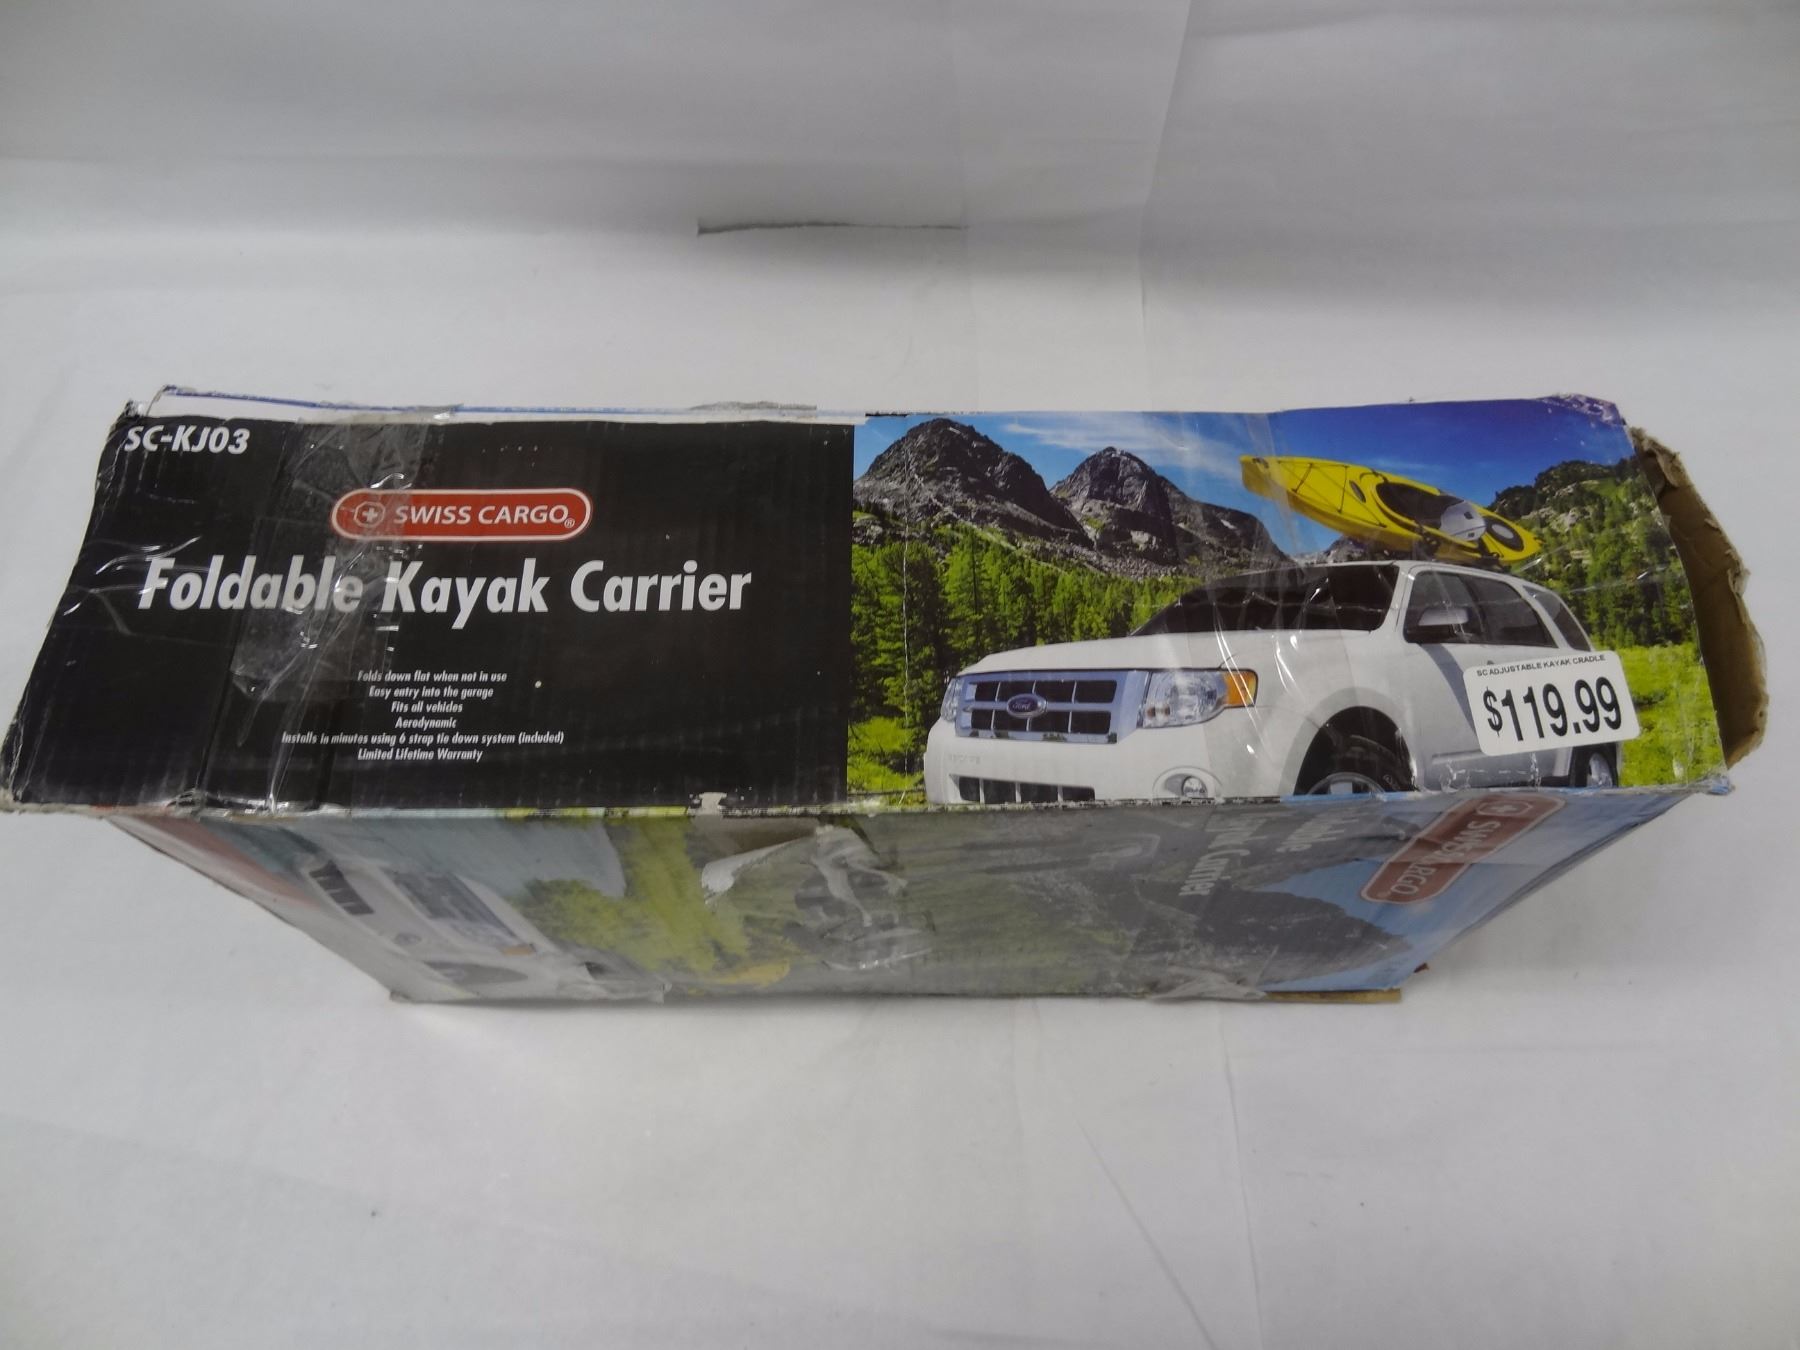 SC-KJ03
SWISS CARGO®
Foldable Kayak Carrier
Folds down flat when not in use
Easy entry into the garage
Fits all vehicles
Aerodynamic
Installs in minutes using 6 strap tie down system (included)
Limited Lifetime Warranty
Ford
SC ADJUSTABLE KAYAK CRADLE
$119.99
Carrier